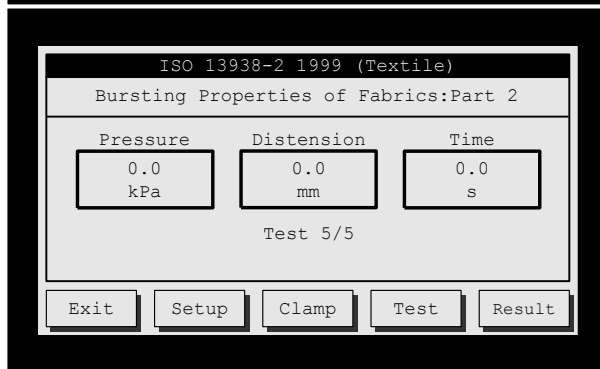 ISO 13938-2 1999 (Textile)
Bursting Properties of Fabrics:Part 2
Pressure Distension Time
0.0 0.0 0.0
kPa mm s
Test 5/5
Exit Setup Clamp Test Result